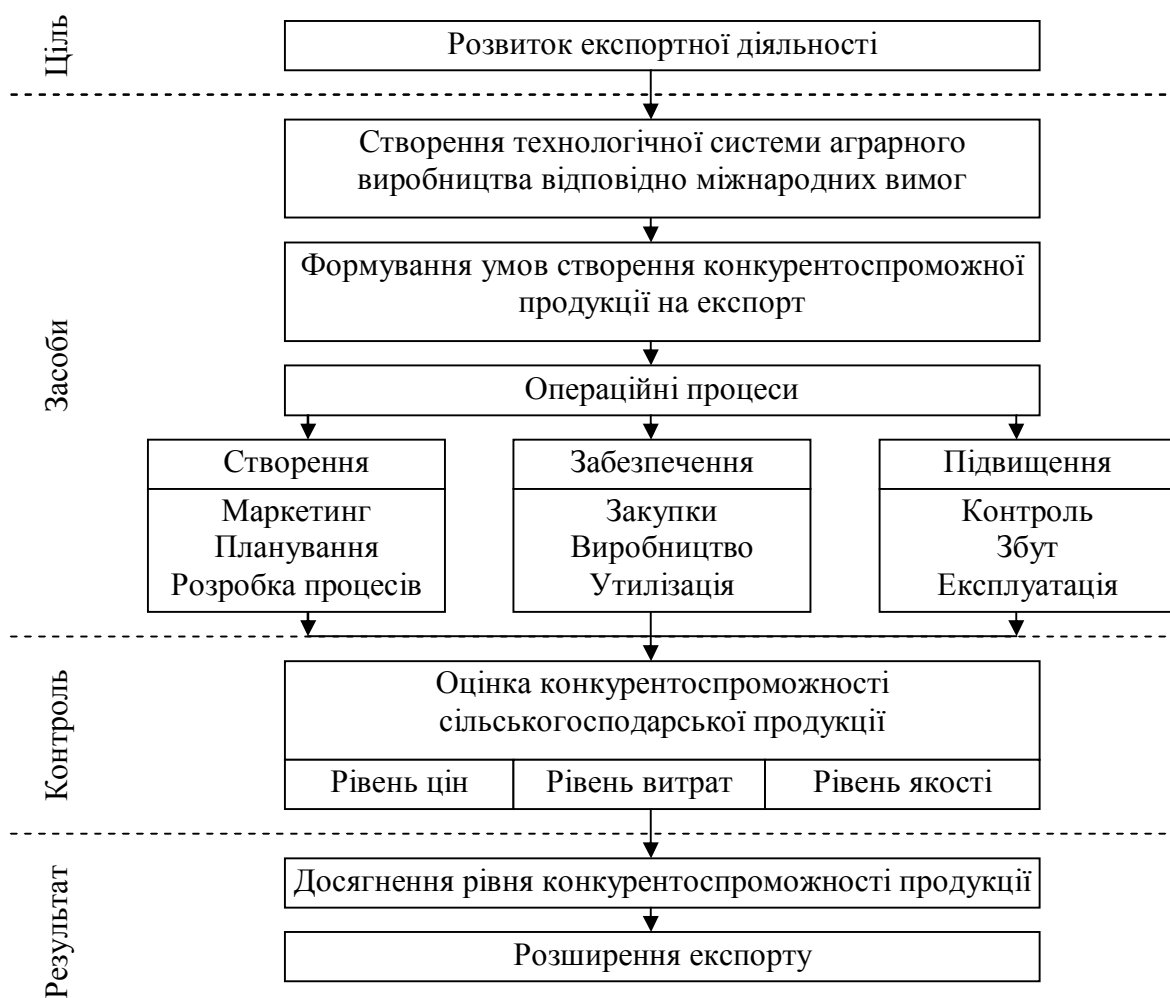 Ціль
Розвиток експортної діяльності
Засоби
Створення технологічної системи аграрного
виробництва відповідно міжнародних вимог
Формування умов створення конкурентоспроможної
продукції на експорт
Операційні процеси
Створення
Маркетинг
Планування
Розробка процесів
Забезпечення
Закупки
Виробництво
Утилізація
Підвищення
Контроль
Збут
Експлуатація
Контроль
Оцінка конкурентоспроможності
сільськогосподарської продукції
Рівень цін
Рівень витрат
Рівень якості
Результат
Досягнення рівня конкурентоспроможності продукції
Розширення експорту